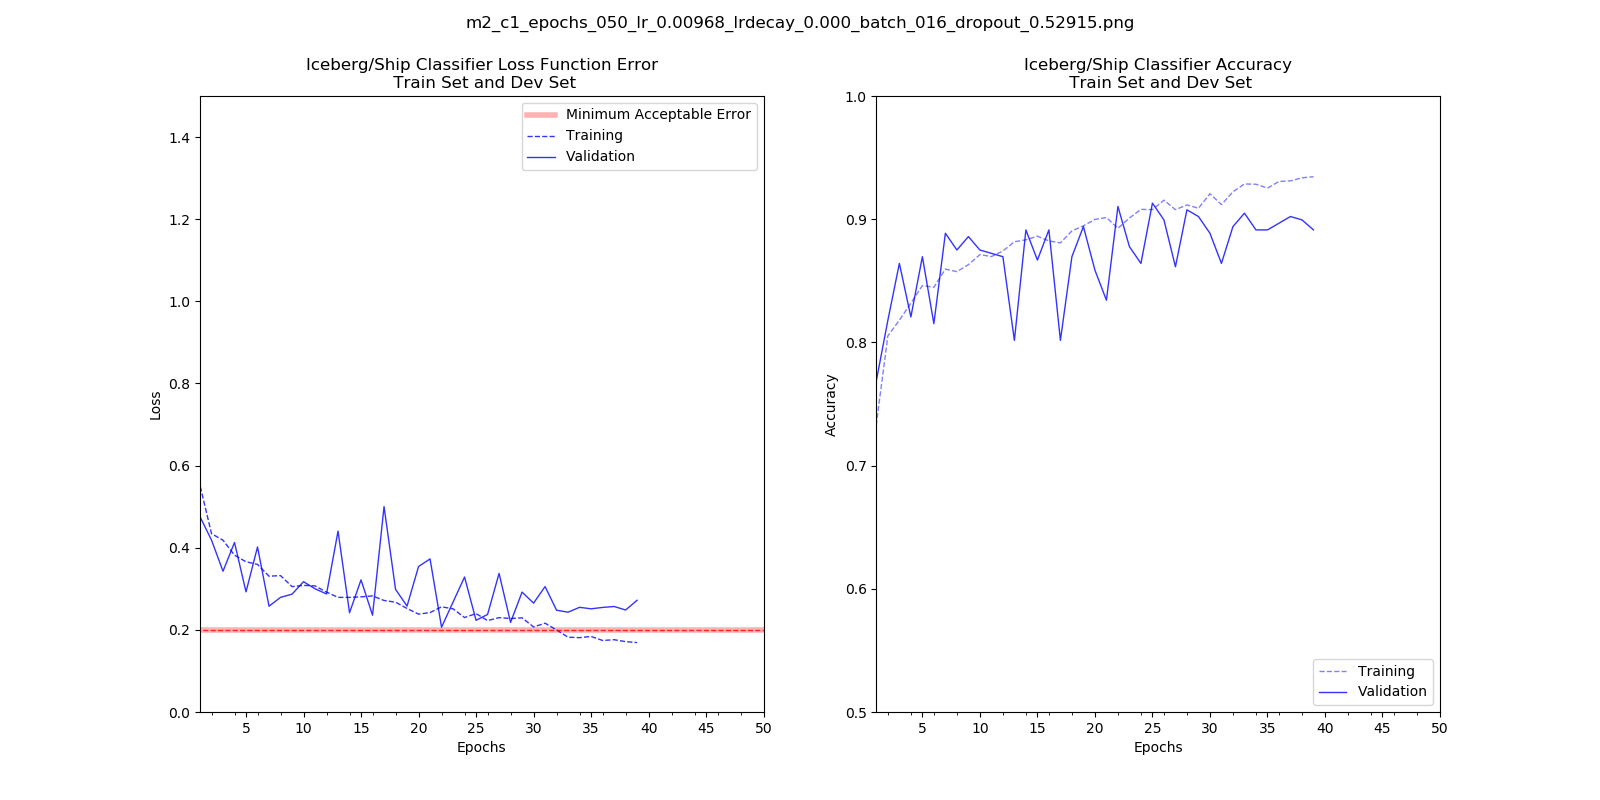 m2_c1_epochs_050_lr_0.00968_lrdecay_0.000_batch_016_dropout_0.52915.png
Iceberg/Ship Classifier Loss Function Error
Train Set and Dev Set
Minimum Acceptable Error
Training
Validation
1.4
1.2
1.0
0.8
0.6
0.4
0.2
0.0
Loss
5 10 15 20 25 30 35 40 45 50
Epochs
Iceberg/Ship Classifier Accuracy
Train Set and Dev Set
1.0
0.9
0.8
0.7
0.6
0.5
Accuracy
Training
Validation
5 10 15 20 25 30 35 40 45 50
Epochs